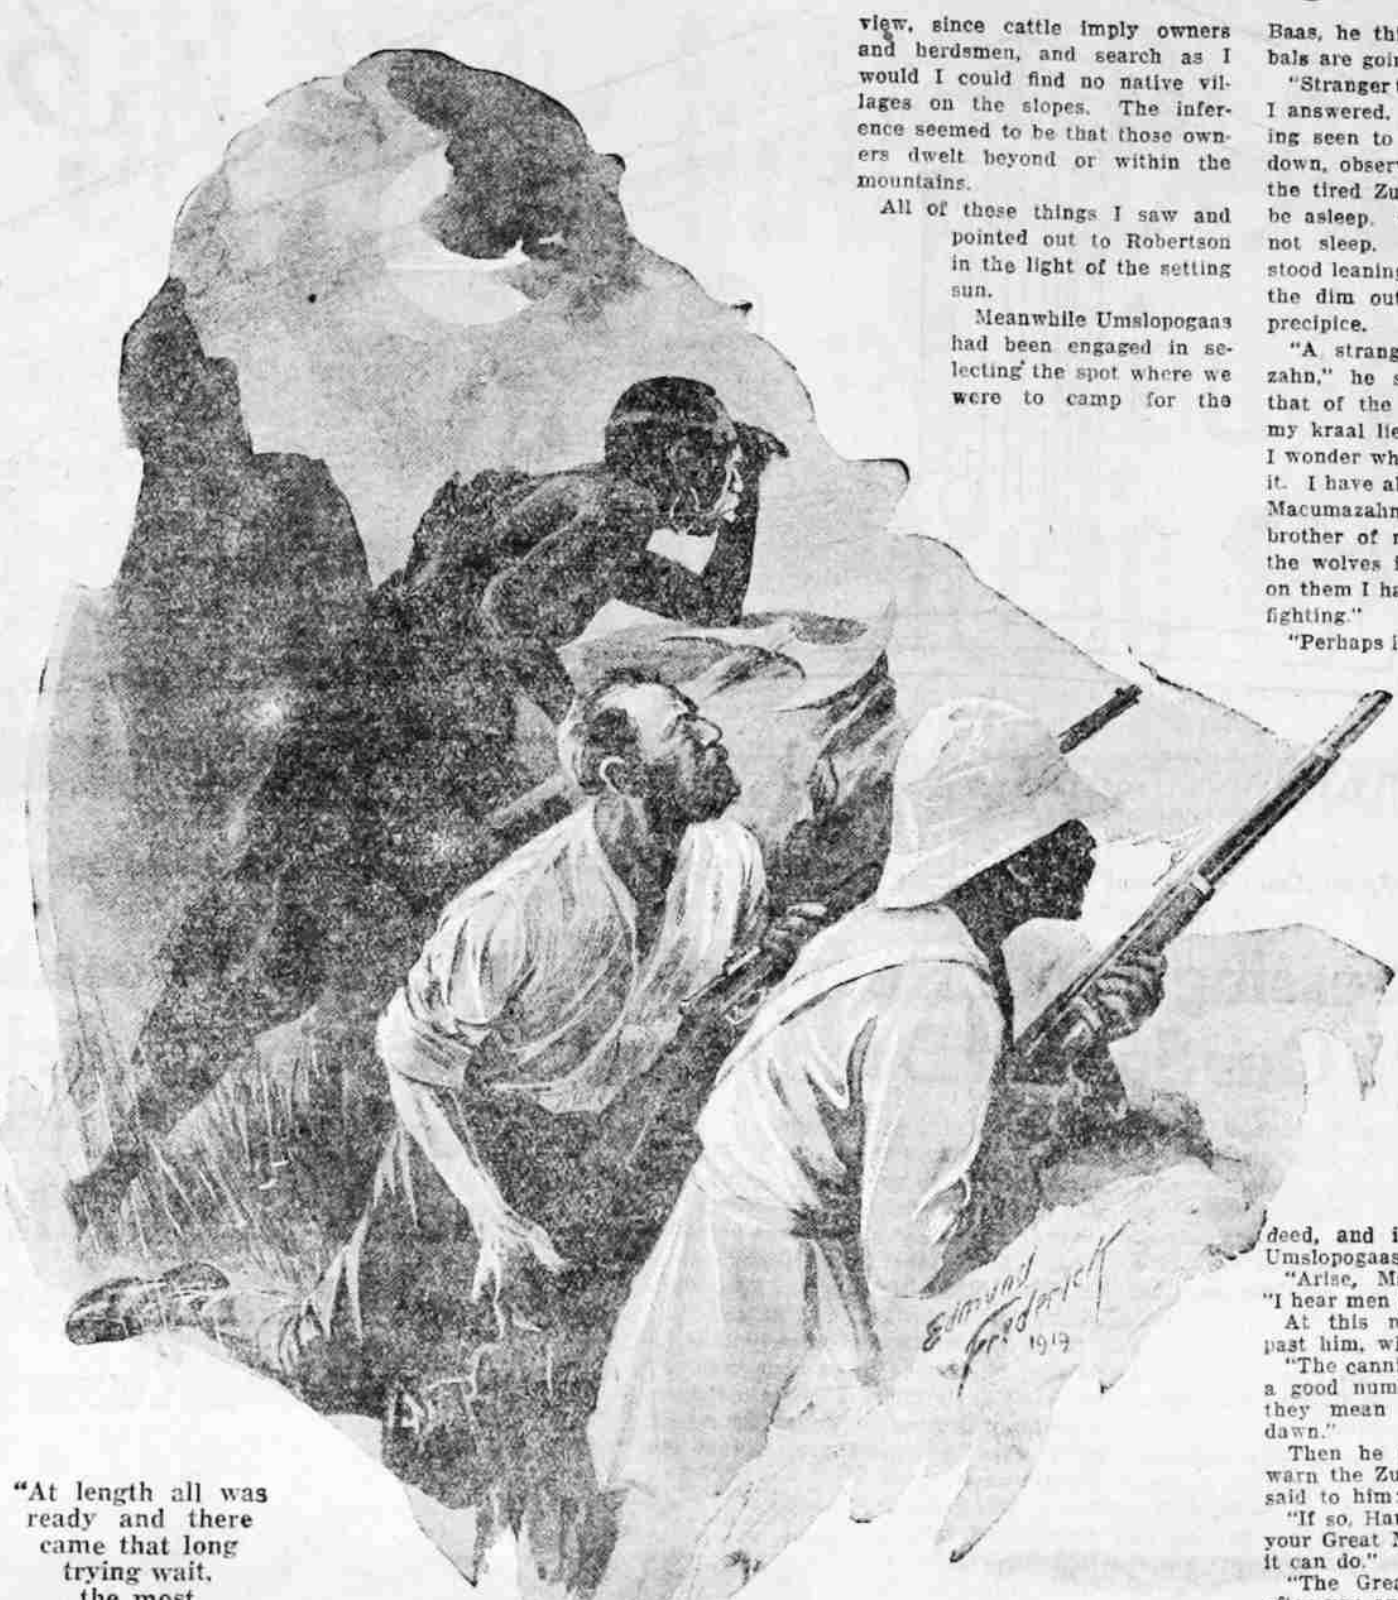 view, since cattle imply owners
and herdsmen, and search as I
would I could find no native vil-
lages on the slopes. The infer-
ence seemed to be that those own-
ers dwelt beyond or within the
mountains.
All of these things I saw and
pointed out to Robertson
in the light of the setting
sun.
Meanwhile Umslopogaas
had been engaged in se-
lecting the spot where we
were to camp for the
Baas, he
bals are
"Stranger
I answered.
ing seen to
down,
the tired
be asleep.
not sleep.
stood
the dim
precipice.
"A
zahn," he
that of the
my kraal
I wonder
it. I have
Macumazahn
brother of
the wolves
on them I
fighting."
"Perhaps
deed, and
Umslopogaas
"Arise,
"I hear men
At this
past him,
"The
a good
they mean
dawn."
Then he
warn the
said to him:
"If so,
your Great
it can do."
"The
Edmund
Frederick
1919
"At length all was
ready and there
came that long
trying wait,
the most